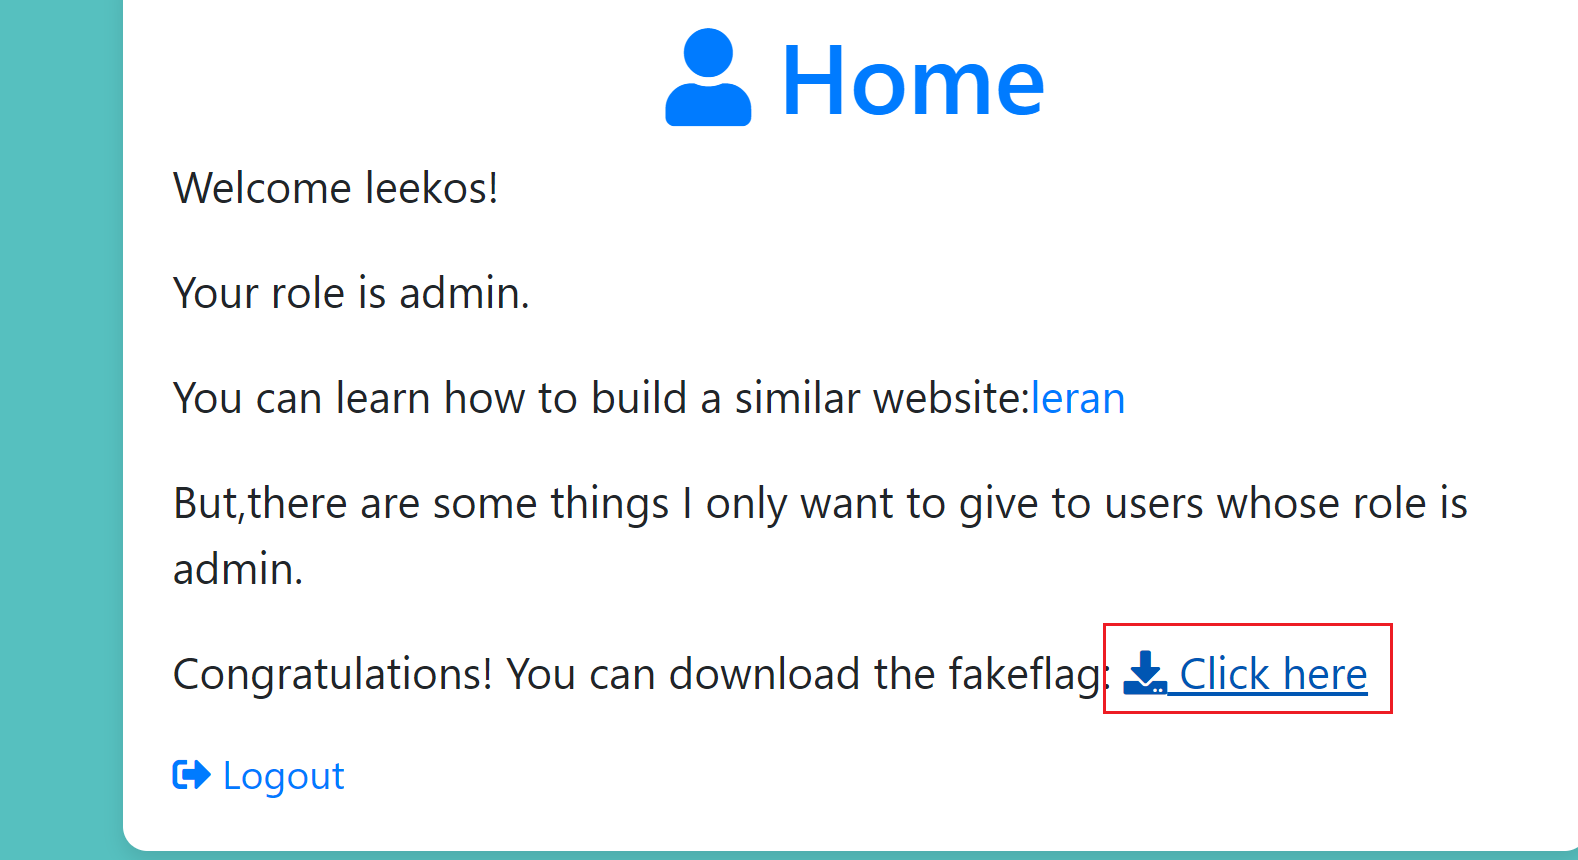 Home
Welcome leekos!
Your role is admin.
You can learn how to build a similar website:leran
But,there are some things I only want to give to users whose role is
admin.
Congratulations! You can download the fakeflag: Click here
Logout